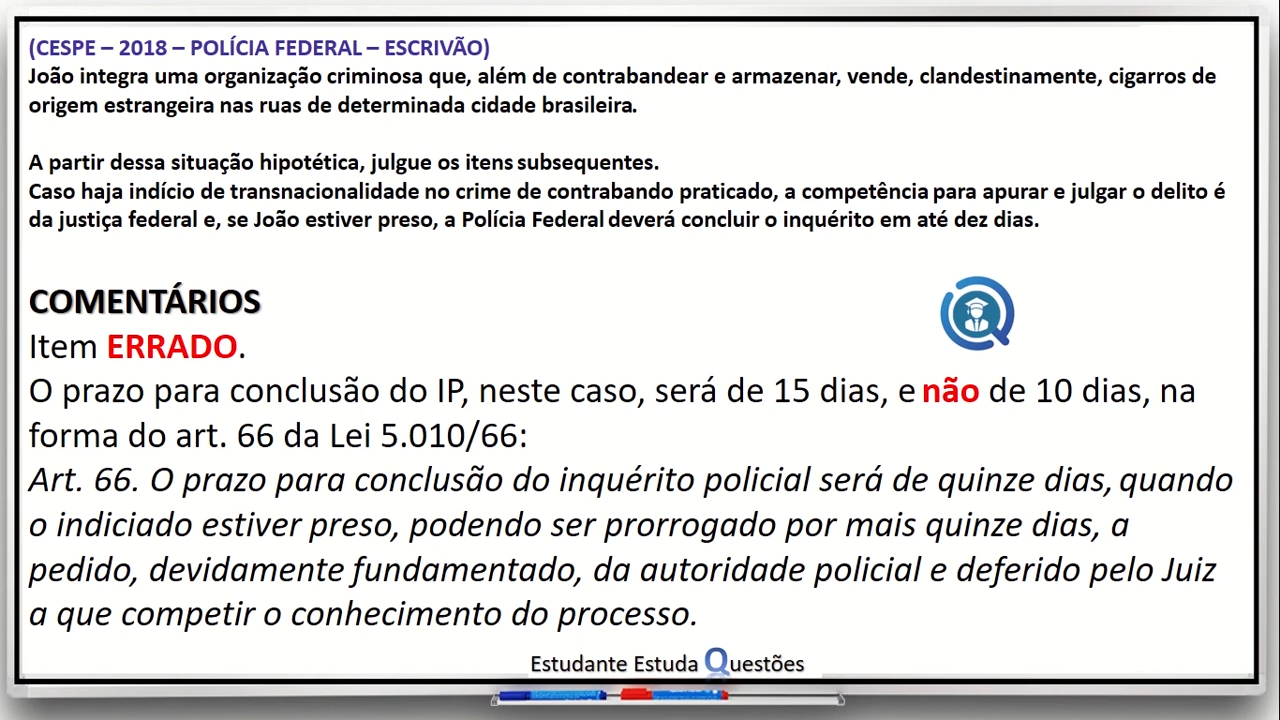 (CESPE – 2018 – POLÍCIA FEDERAL – ESCRIVÃO)
João integra uma organização criminosa que, além de contrabandear e armazenar, vende, clandestinamente, cigarros de
origem estrangeira nas ruas de determinada cidade brasileira.
A partir dessa situação hipotética, julgue os itens subsequentes.
Caso haja indício de transnacionalidade no crime de contrabando praticado, a competência para apurar e julgar o delito é
da justiça federal e, se João estiver preso, a Polícia Federal deverá concluir o inquérito em até dez dias.
COMENTÁRIOS
Item ERRADO.
O prazo para conclusão do IP, neste caso, será de 15 dias, e não de 10 dias, na
forma do art. 66 da Lei 5.010/66:
Art. 66. O prazo para conclusão do inquérito policial será de quinze dias, quando
o indiciado estiver preso, podendo ser prorrogado por mais quinze dias, a
pedido, devidamente fundamentado, da autoridade policial e deferido pelo Juiz
a que competir o conhecimento do processo.
Estudante Estuda Questões